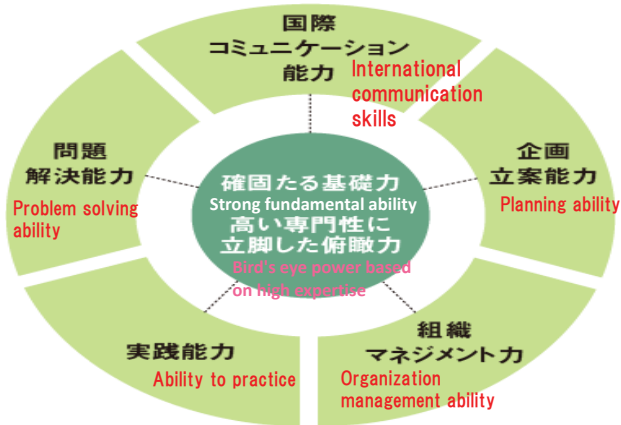 国際
コミュニケーション
能力
International
communication
skills
問題
解決能力
Problem solving
ability
企画
立案能力
Planning ability
確固たる基礎力
Strong fundamental ability
高い専門性に
立脚した俯瞰力
Bird's eye power based
on high expertise
実践能力
Ability to practice
組織
マネジメント力
Organization
management ability